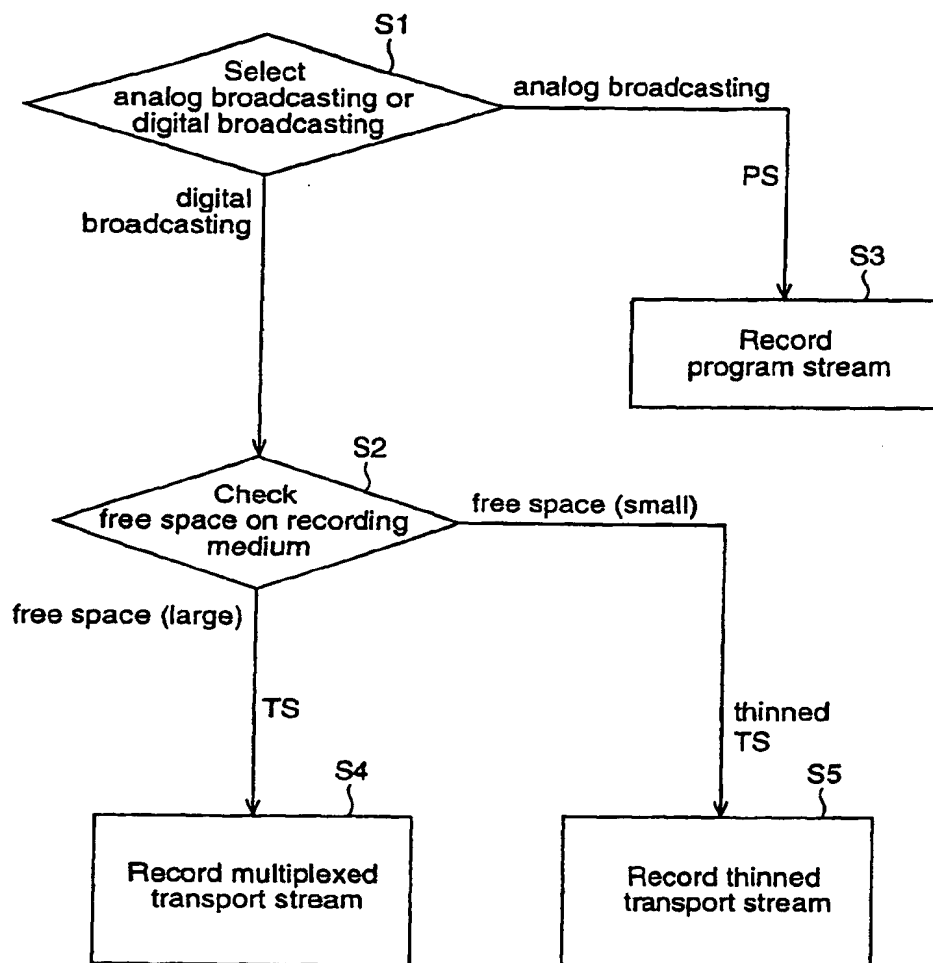 S1
Select
analog broadcasting or
digital broadcasting
analog broadcasting
digital
broadcasting
PS
S3
Record
program stream
S2
Check
free space on recording
medium
free space (small)
free space (large)
TS
thinned
TS
S4
Record multiplexed
transport stream
S5
Record thinned
transport stream